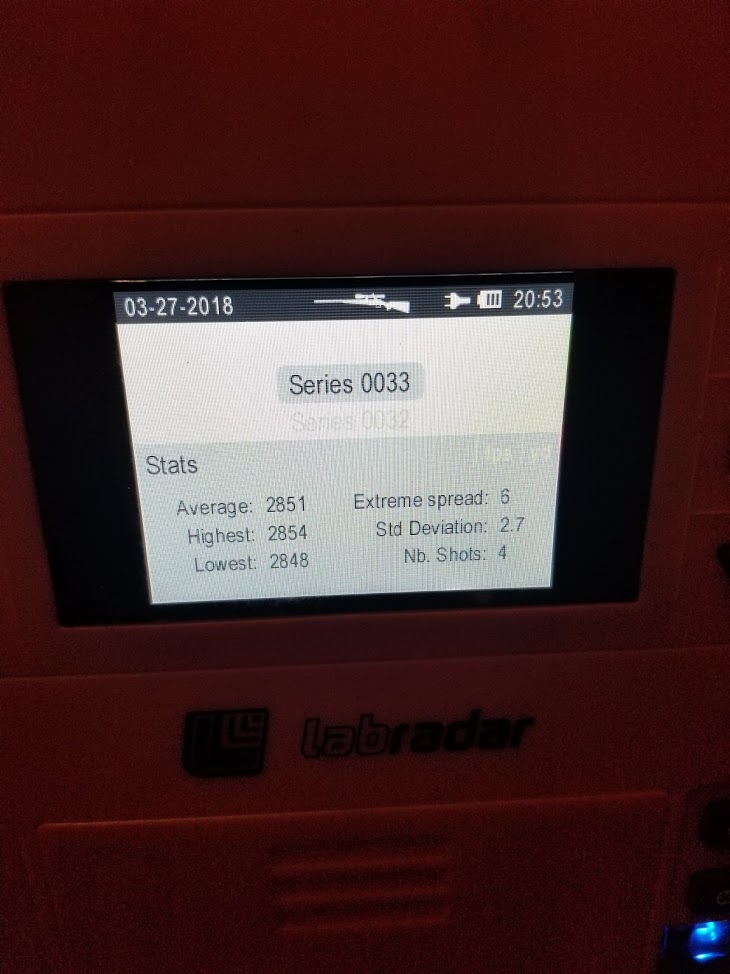 03-27-2018 20:53
Series 0033
Series 0032
Stats
Average: 2851 Extreme spread: 6
Highest: 2854 Std Deviation: 2.7
Lowest: 2848 Nb. Shots: 4
labradar